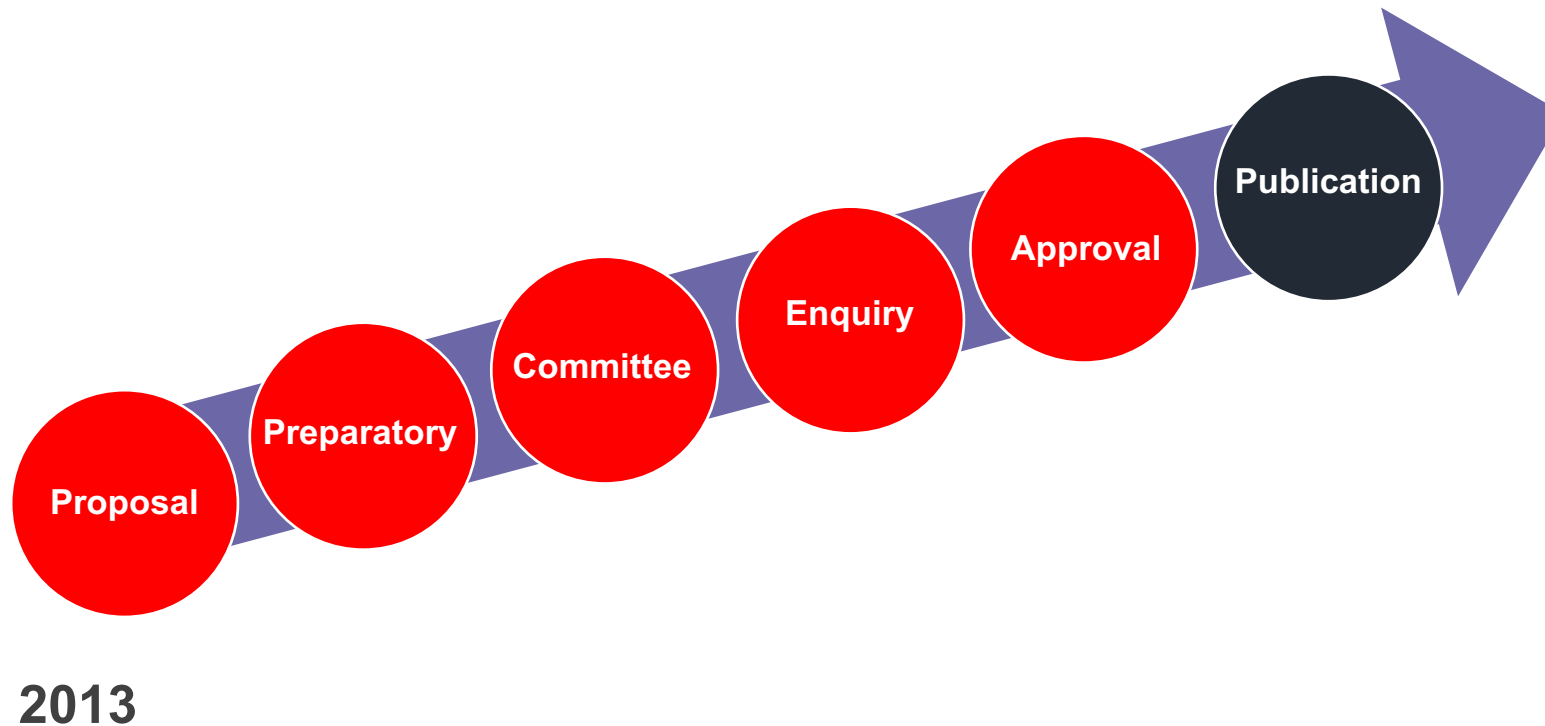 Proposal
Preparatory
Committee
Enquiry
Approval
Publication
2013